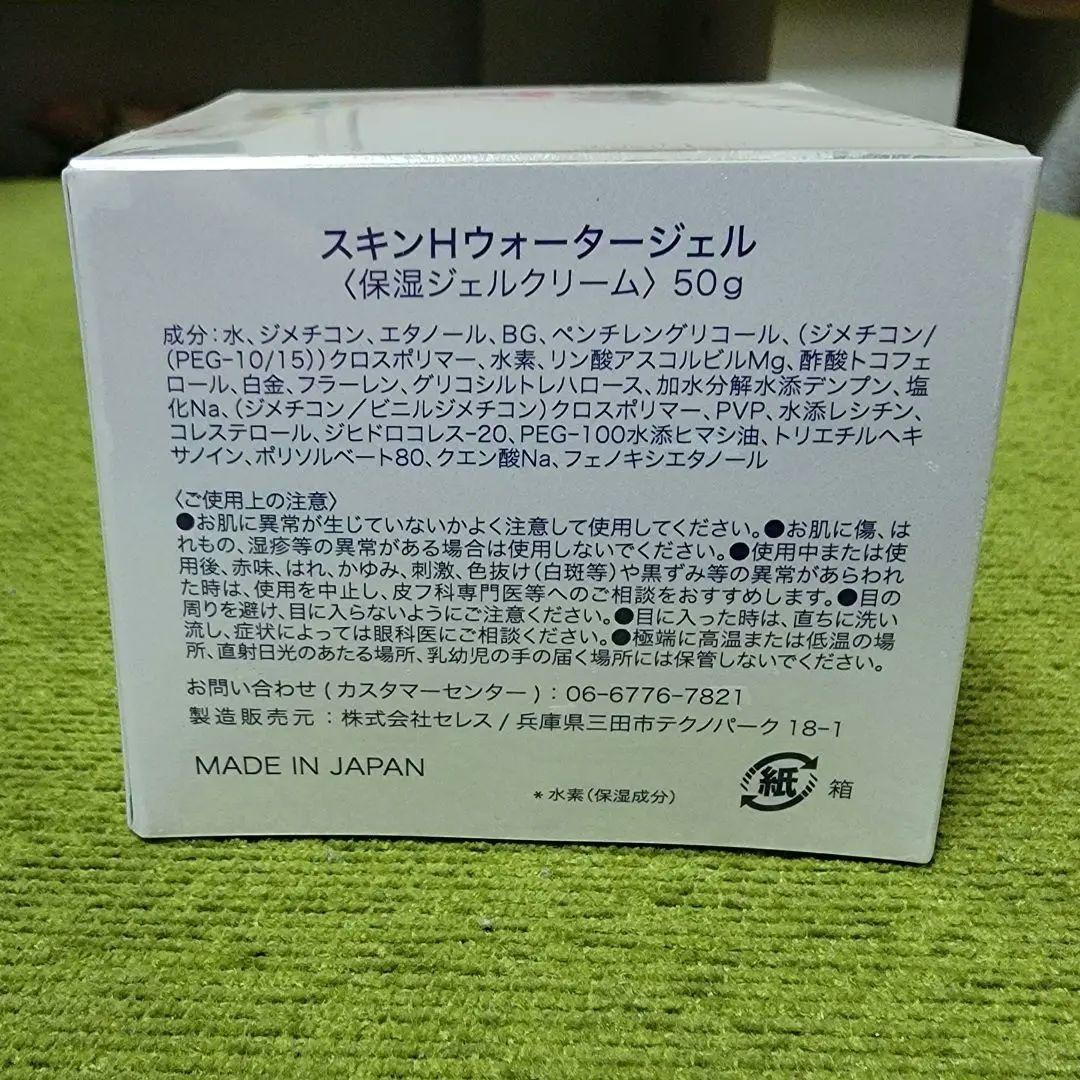 スキンHウォータージェル
〈保湿ジェルクリーム〉50g
成分:水、ジメチコン、エタノール、BG、ペンチレングリコール、(ジメチコン/
(PEG-10/15))クロスポリマー、水素、リン酸アスコルビルMg、酢酸トコフェ
ロール、白金、フラーレン、グリコシルトレハロース、加水分解水添デンプン、塩
化Na、(ジメチコン/ビニルジメチコン)クロスポリマー、PVP、水添レシチン、
コレステロール、ジヒドロコレス-20、PEG-100水添ヒマシ油、トリエチルヘキ
サノイン、ポリソルベート80、クエン酸Na、フェノキシエタノール
〈ご使用上の注意〉
●お肌に異常が生じていないかよく注意して使用してください。●お肌に傷、は
れもの、湿疹等の異常がある場合は使用しないでください。●使用中または使
用後、赤味、はれ、かゆみ、刺激、色抜け(白斑等)や黒ずみ等の異常があらわれ
た時は、使用を中止し、皮フ科専門医等へのご相談をおすすめします。●目の
周りを避け、目に入らないようにご注意ください。●目に入った時は、直ちに洗い
流し、症状によっては眼科医にご相談ください。●極端に高温または低温の場
所、直射日光のあたる場所、乳幼児の手の届く場所には保管しないでください。
お問い合わせ(カスタマーセンター):06-6776-7821
製造販売元:株式会社セレス/兵庫県三田市テクノパーク18-1
MADE IN JAPAN
*水素(保湿成分)
紙 箱